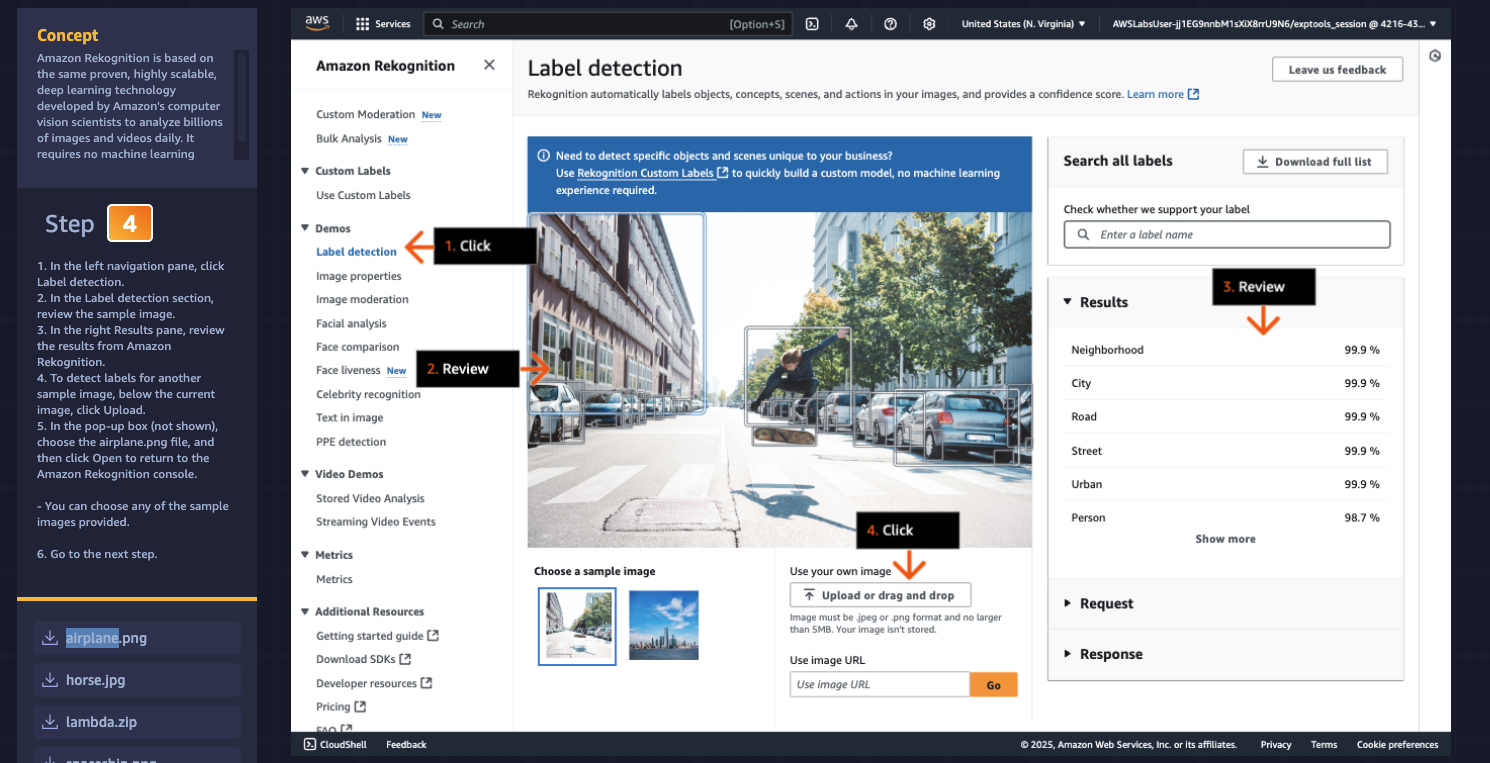 Concept
Amazon Rekognition is based on
the same proven, highly scalable,
deep learning technology
developed by Amazon's computer
vision scientists to analyze billions
of images and videos daily. It
requires no machine learning
Step 4
1. In the left navigation pane, click
Label detection.
2. In the Label detection section,
review the sample image.
3. In the right Results pane, review
the results from Amazon
Rekognition.
4. To detect labels for another
sample image, below the current
image, click Upload.
5. In the pop-up box (not shown),
choose the airplane.png file, and
then click Open to return to the
Amazon Rekognition console.
- You can choose any of the sample
images provided.
6. Go to the next step.
airplane.png
horse.jpg
lambda.zip
spaceship.png
aws
Services
Search
[Option+S]
United States (N. Virginia)
AWSLabsUser-jj1EG9nnbM1sXiX8rrU9N6/exptools_session @ 4216-43...
Amazon Rekognition
Custom Moderation New
Bulk Analysis New
Custom Labels
Use Custom Labels
Demos
Label detection
Image properties
Image moderation
Facial analysis
Face comparison
Face liveness New
Celebrity recognition
Text in image
PPE detection
Video Demos
Stored Video Analysis
Streaming Video Events
Metrics
Metrics
Additional Resources
Getting started guide
Download SDKs
Developer resources
Pricing
FAQ
1. Click
2. Review
Label detection
Rekognition automatically labels objects, concepts, scenes, and actions in your images, and provides a confidence score. Learn more
Leave us feedback
Need to detect specific objects and scenes unique to your business?
Use Rekognition Custom Labels to quickly build a custom model, no machine learning
experience required.
4. Click
Choose a sample image
Use your own image
Upload or drag and drop
Image must be .jpeg or .png format and no larger
than 5MB. Your image isn't stored.
Use image URL
Use image URL
Go
Search all labels
Download full list
Check whether we support your label
Enter a label name
3. Review
Results
Neighborhood 99.9 %
City 99.9 %
Road 99.9 %
Street 99.9 %
Urban 99.9 %
Person 98.7 %
Show more
Request
Response
CloudShell
Feedback
© 2025, Amazon Web Services, Inc. or its affiliates.
Privacy
Terms
Cookie preferences